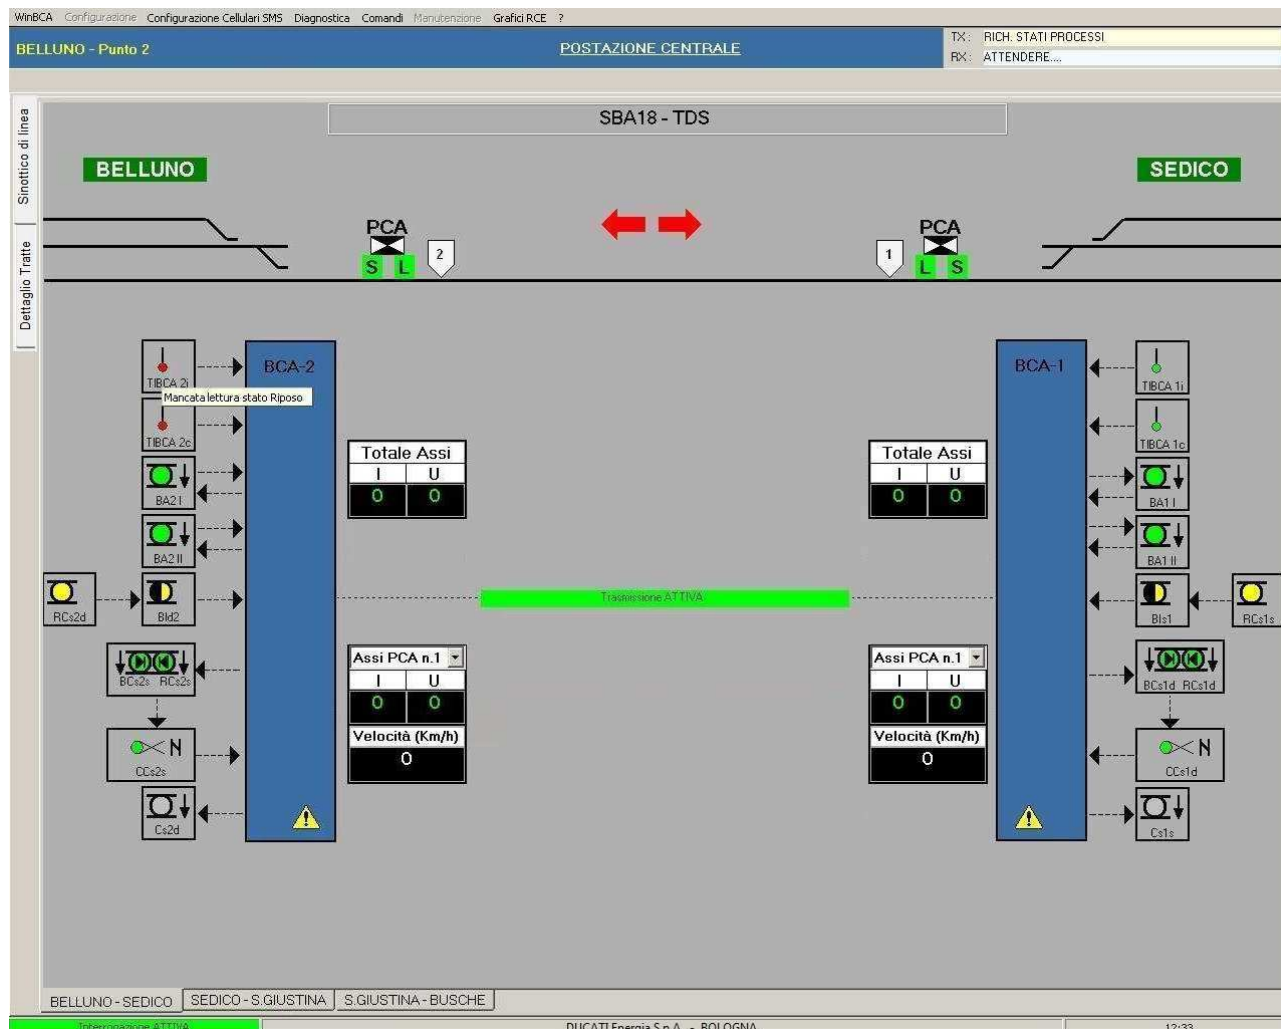 WinBCA Configurazione Configurazione Cellulari SMS Diagnostica Comandi Manutenzione Grafici RCE ?
BELLUNO - Punto 2
POSTAZIONE CENTRALE
TX: RICH. STATI PROCESSI
RX: ATTENDERE....
Sinottico di linea
Dettaglio Tratte
SBA18 - TDS
BELLUNO
SEDICO
PCA
S L
2
PCA
1
L S
BCA-2
BCA-1
TIBCA 2i
Mancata lettura stato Riposo
TIBCA 1i
TIBCA 2c
TIBCA 1c
Totale Assi
I U
0 0
Totale Assi
I U
0 0
BA2 I
BA1 I
BA2 II
BA1 II
RCs2d
BId2
Trasmissione ATTIVA
BIs1
RCs1s
Assi PCA n.1
I U
0 0
Velocità (Km/h)
0
Assi PCA n.1
I U
0 0
Velocità (Km/h)
0
BCs2s RCs2s
BCs1d RCs1d
N
CCs2s
N
CCs1d
Cs2d
Cs1s
BELLUNO - SEDICO SEDICO - S.GIUSTINA S.GIUSTINA - BUSCHE
Interrogazione ATTIVA
DUCATI Energia S.p.A. - BOLOGNA
12:33